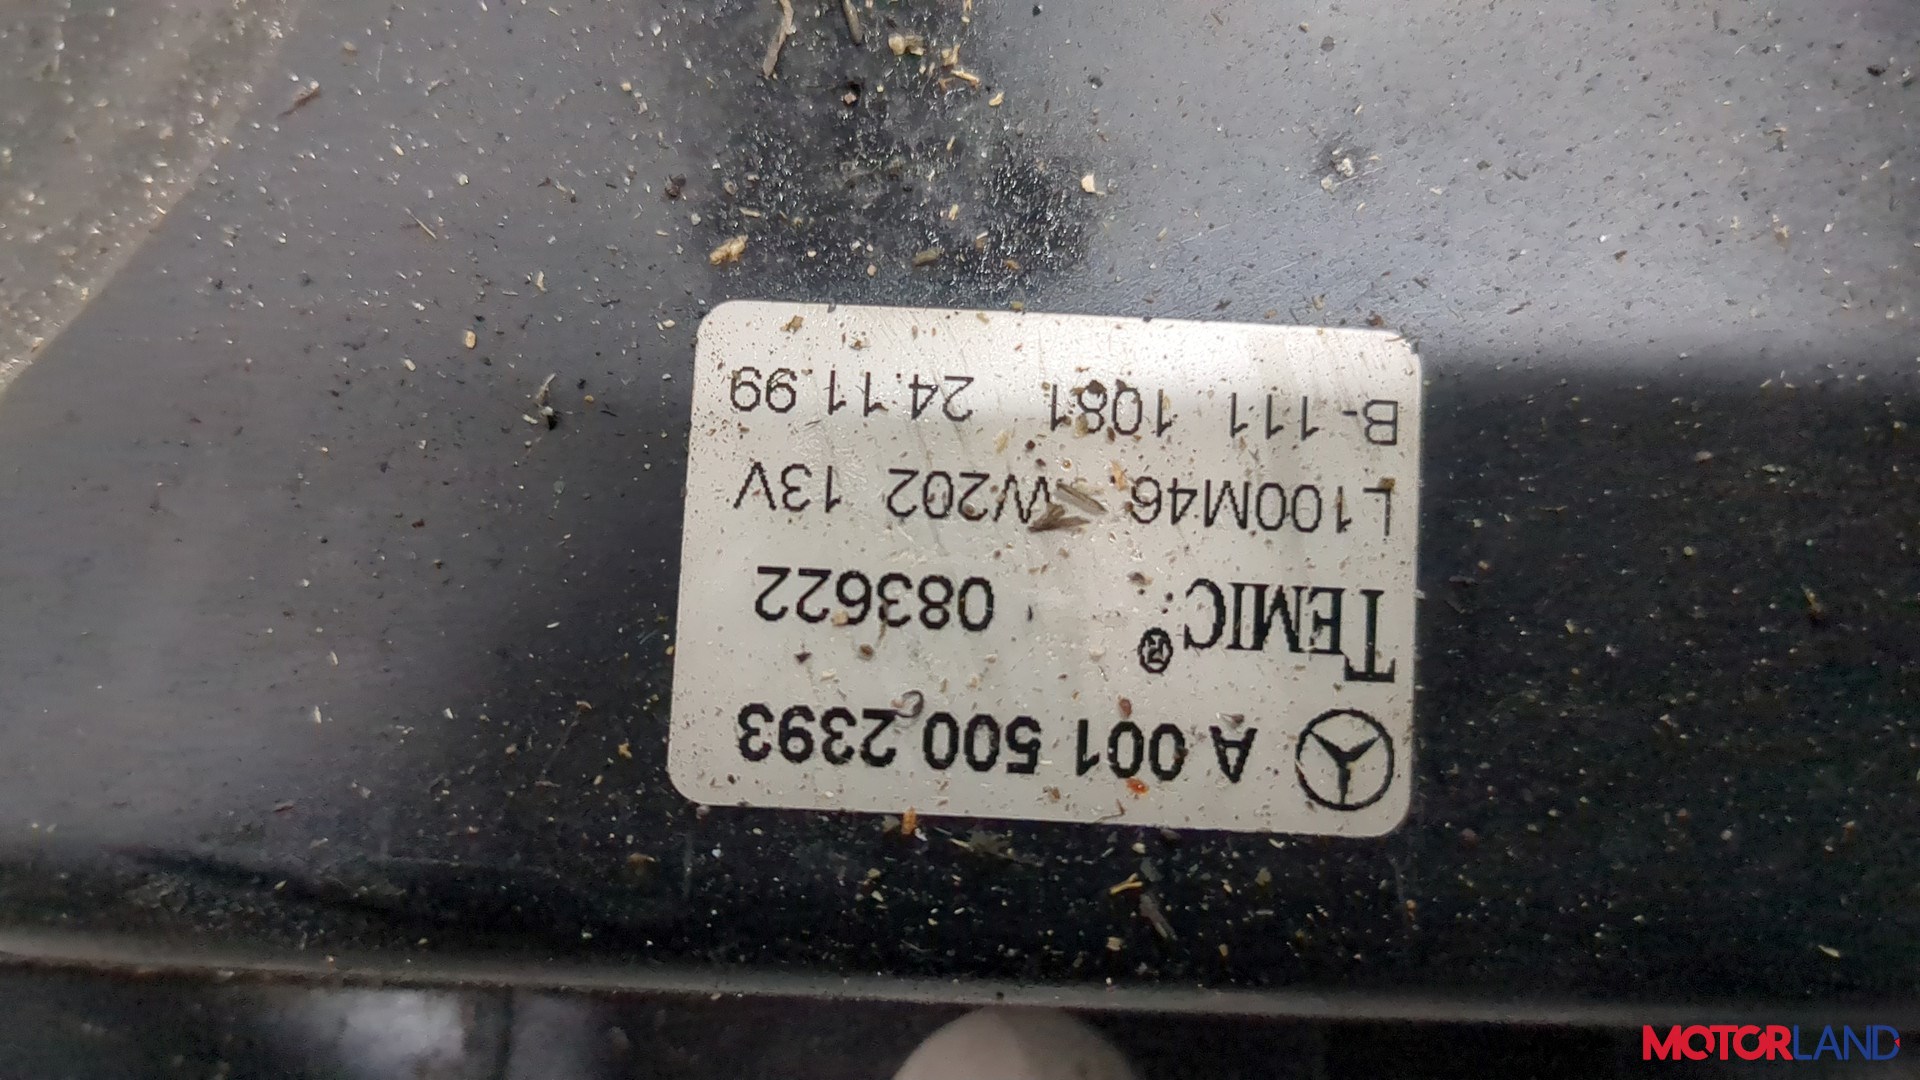 A 001 500 2393
TEMIC® 083622
L100M46 W202 13V
B- 111 1081 24.11.99
MOTORLAND